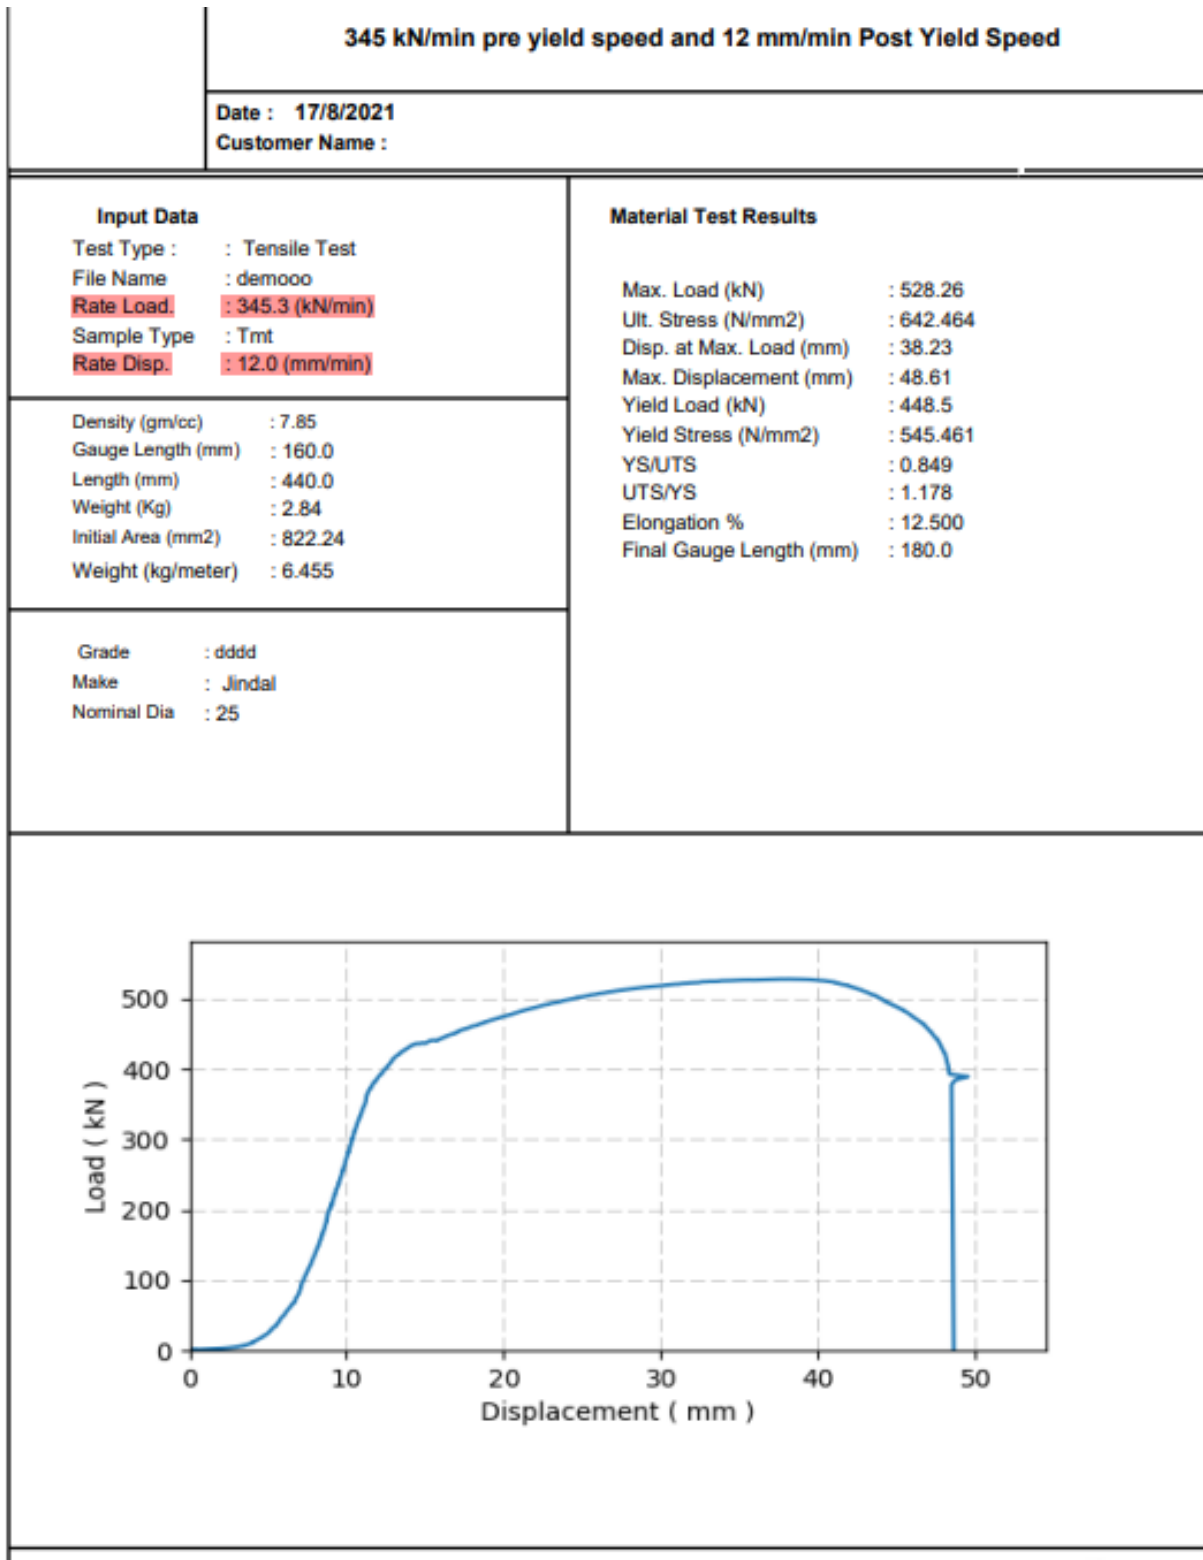 345 kN/min pre yield speed and 12 mm/min Post Yield Speed
Date : 17/8/2021
Customer Name :
Input Data
Test Type : : Tensile Test
File Name : demooo
Rate Load. : 345.3 (kN/min)
Sample Type : Tmt
Rate Disp. : 12.0 (mm/min)
Density (gm/cc) : 7.85
Gauge Length (mm) : 160.0
Length (mm) : 440.0
Weight (Kg) : 2.84
Initial Area (mm2) : 822.24
Weight (kg/meter) : 6.455
Grade : dddd
Make : Jindal
Nominal Dia : 25
Material Test Results
Max. Load (kN) : 528.26
Ult. Stress (N/mm2) : 642.464
Disp. at Max. Load (mm) : 38.23
Max. Displacement (mm) : 48.61
Yield Load (kN) : 448.5
Yield Stress (N/mm2) : 545.461
YS/UTS : 0.849
UTS/YS : 1.178
Elongation % : 12.500
Final Gauge Length (mm) : 180.0
Load ( kN )
500
400
300
200
100
0
0 10 20 30 40 50
Displacement ( mm )